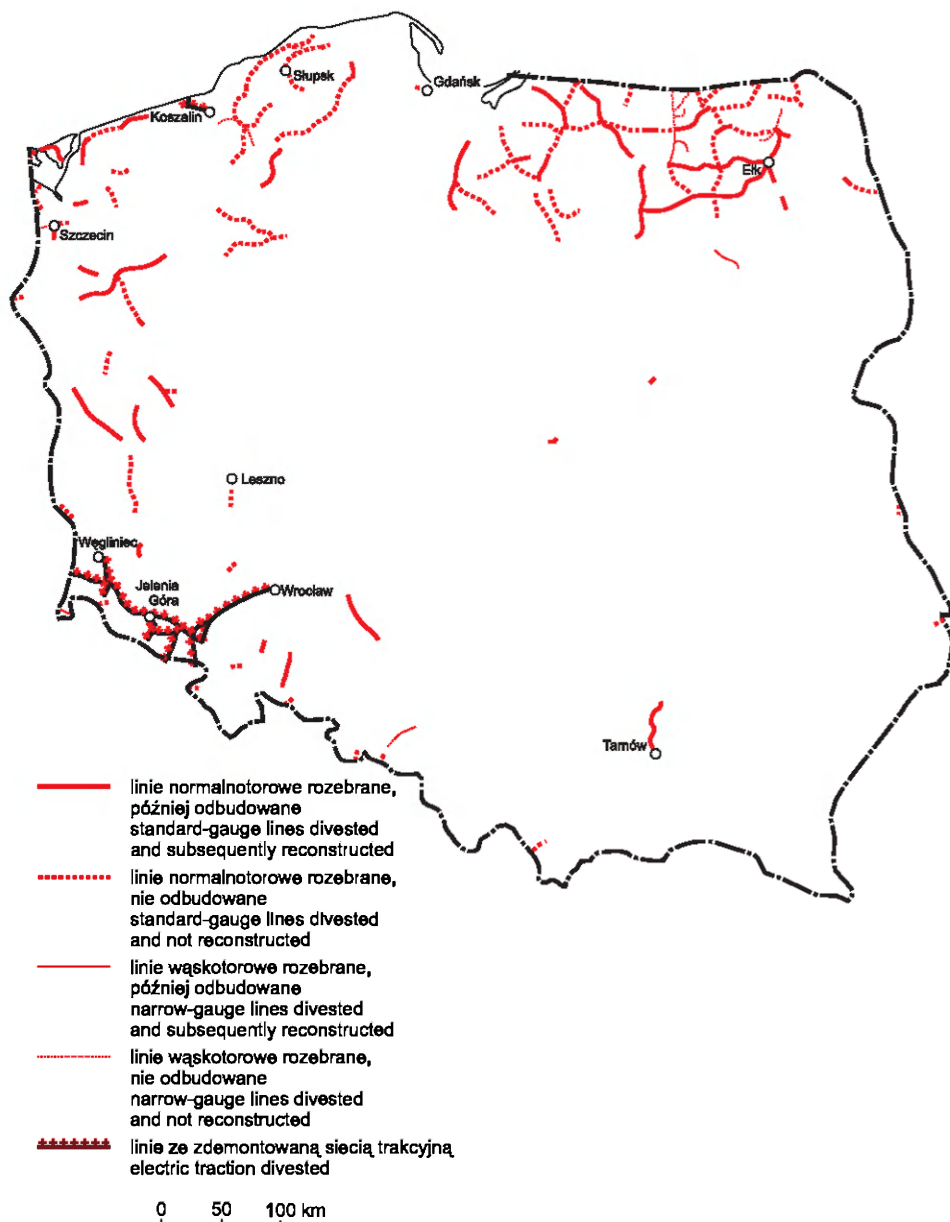 Słupsk
Gdańsk
Koszalin
Ełk
Szczecin
Leszno
Węgliniec
Jelenia
Góra
Wrocław
Tarnów
linie normalnotorowe rozebrane,
później odbudowane
standard-gauge lines divested
and subsequently reconstructed
linie normalnotorowe rozebrane,
nie odbudowane
standard-gauge lines divested
and not reconstructed
linie wąskotorowe rozebrane,
później odbudowane
narrow-gauge lines divested
and subsequently reconstructed
linie wąskotorowe rozebrane,
nie odbudowane
narrow-gauge lines divested
and not reconstructed
linie ze zdemontowaną siecią trakcyjną
electric traction divested
0 50 100 km